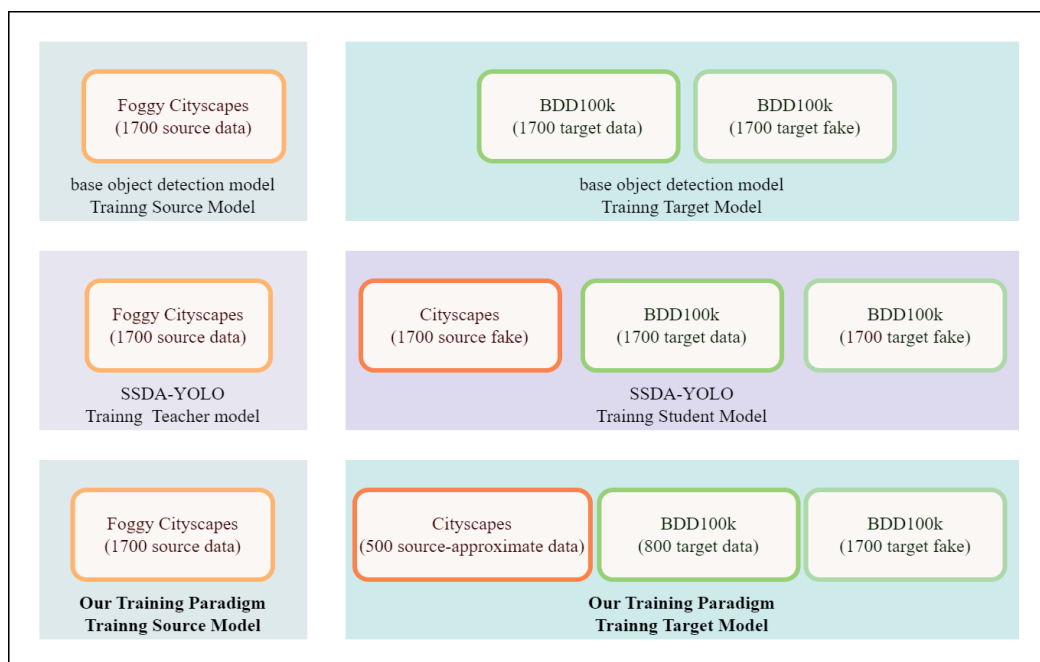 Foggy Cityscapes
(1700 source data)
base object detection model
Trainng Source Model
BDD100k
(1700 target data)
BDD100k
(1700 target fake)
base object detection model
Trainng Target Model
Foggy Cityscapes
(1700 source data)
SSDA-YOLO
Trainng Teacher model
Cityscapes
(1700 source fake)
BDD100k
(1700 target data)
BDD100k
(1700 target fake)
SSDA-YOLO
Trainng Student Model
Foggy Cityscapes
(1700 source data)
Our Training Paradigm
Trainng Source Model
Cityscapes
(500 source-approximate data)
BDD100k
(800 target data)
BDD100k
(1700 target fake)
Our Training Paradigm
Trainng Target Model